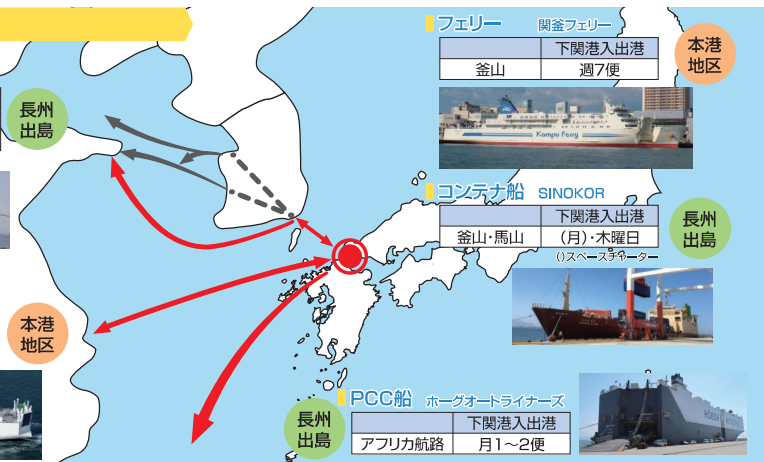 フェリー 関釜フェリー
下関港入出港
釜山 週7便
本港
地区
Kampu Ferry
長州
出島
コンテナ船 SINOKOR
下関港入出港
釜山・馬山 (月)・木曜日
()スペースチャーター
長州
出島
本港
地区
PCC船 ホーグオートライナーズ
下関港入出港
アフリカ航路 月1〜2便
長州
出島